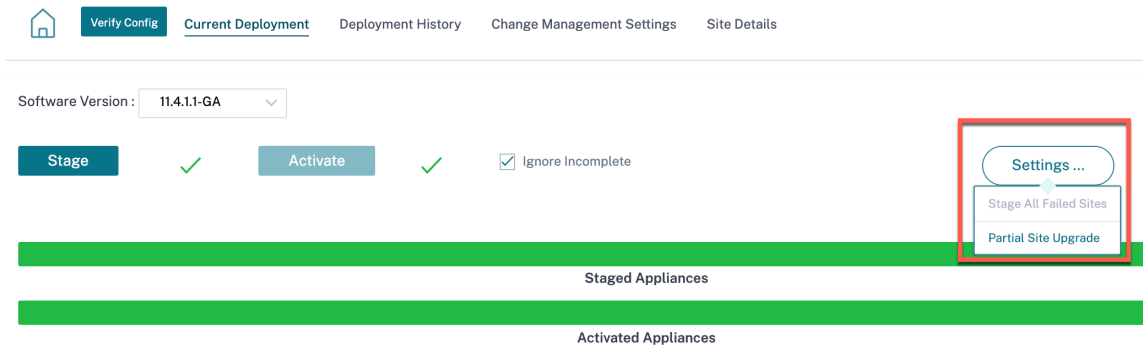 Verify Config Current Deployment Deployment History Change Management Settings Site Details
Software Version : 11.4.1.1-GA
Stage Activate Ignore Incomplete Settings ...
Stage All Failed Sites
Partial Site Upgrade
Staged Appliances
Activated Appliances